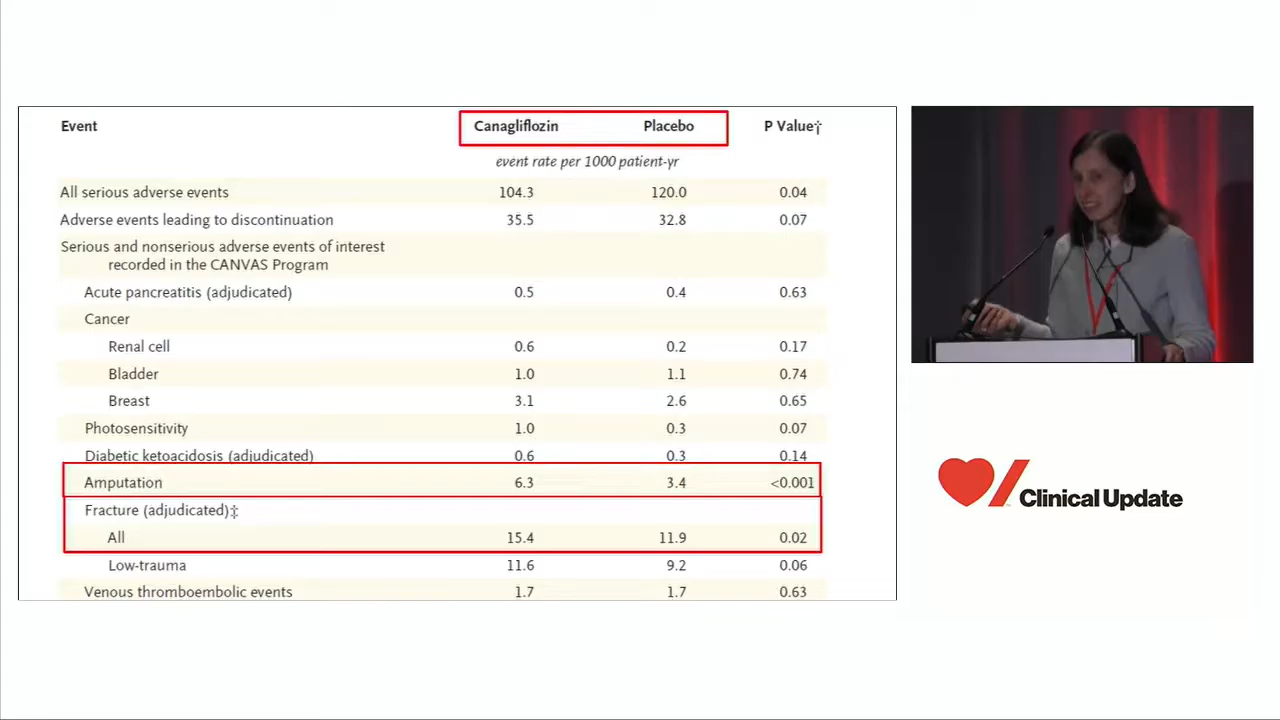 Event Canagliflozin Placebo P Value†
event rate per 1000 patient-yr
All serious adverse events 104.3 120.0 0.04
Adverse events leading to discontinuation 35.5 32.8 0.07
Serious and nonserious adverse events of interest
recorded in the CANVAS Program
Acute pancreatitis (adjudicated) 0.5 0.4 0.63
Cancer
Renal cell 0.6 0.2 0.17
Bladder 1.0 1.1 0.74
Breast 3.1 2.6 0.65
Photosensitivity 1.0 0.3 0.07
Diabetic ketoacidosis (adjudicated) 0.6 0.3 0.14
Amputation 6.3 3.4 <0.001
Fracture (adjudicated)‡
All 15.4 11.9 0.02
Low-trauma 11.6 9.2 0.06
Venous thromboembolic events 1.7 1.7 0.63
Clinical Update